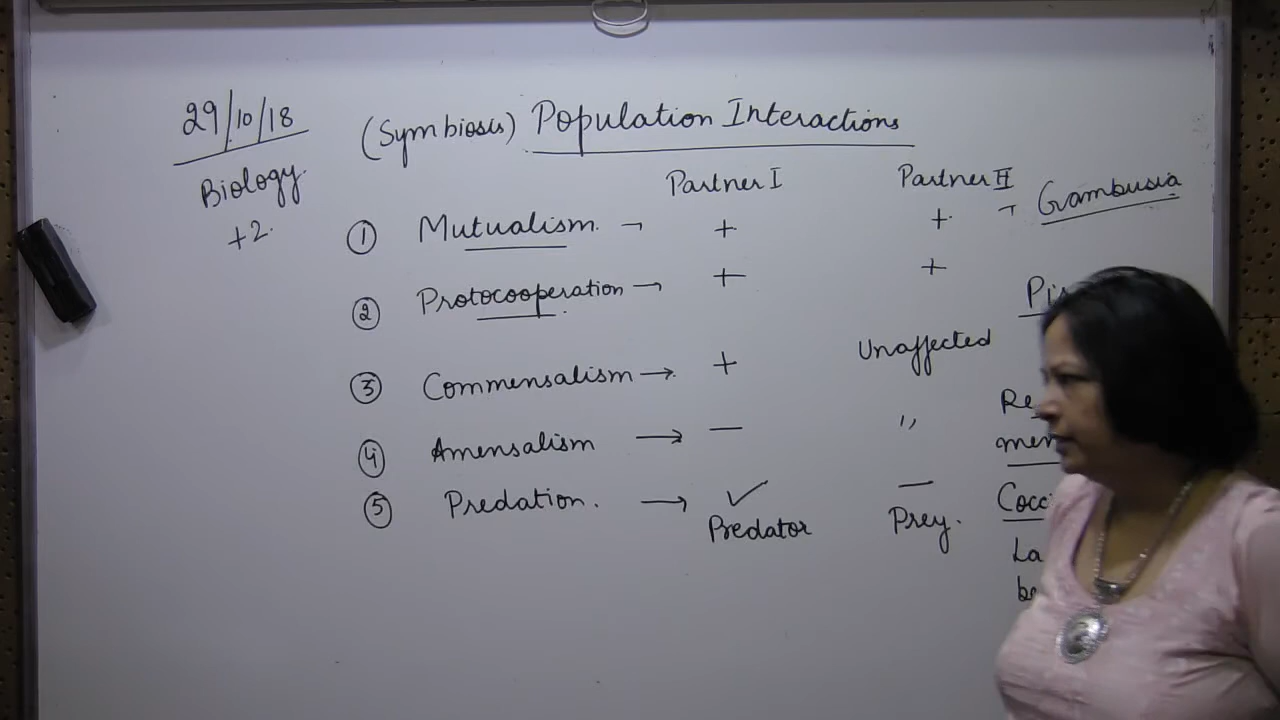 29/10/18
Biology
+2.
(Symbiosis) Population Interactions
Partner I Partner II
① Mutualism. → + + → Gambusia
② Protocooperation → + +
③ Commensalism → + Unaffected
④ Amensalism → — ,,
⑤ Predation. → ✓ —
Predator Prey.